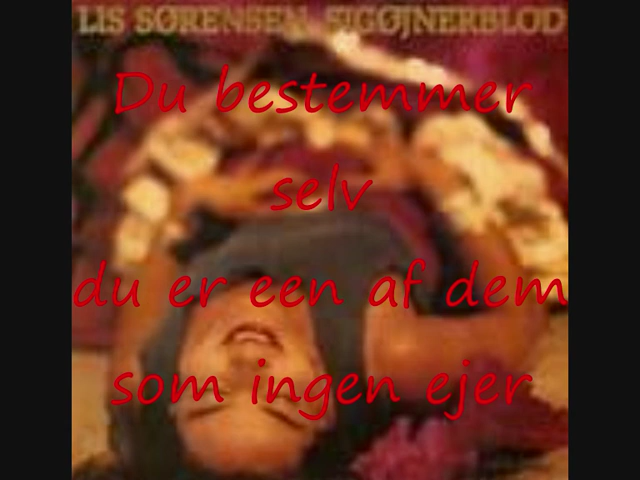 LIS SØRENSEN SIGØJNERBLOD
Du bestemmer
selv
du er een af dem
som ingen ejer